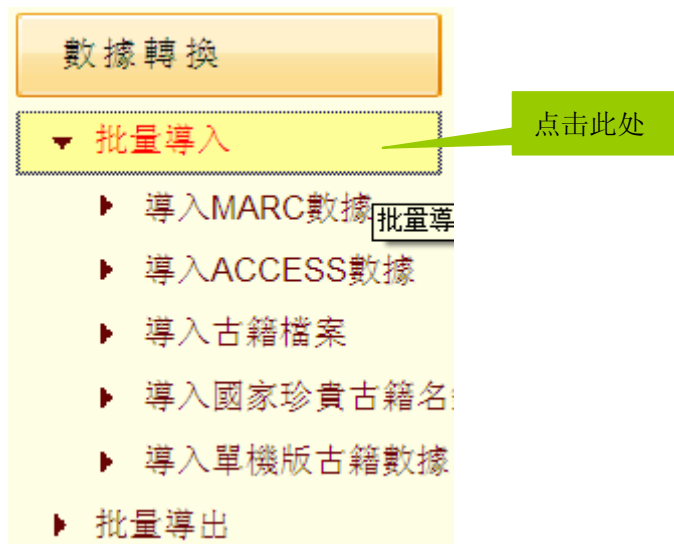 數據轉換
批量導入
点击此处
導入MARC數據
批量導
導入ACCESS數據
導入古籍檔案
導入國家珍貴古籍名
導入單機版古籍數據
批量導出